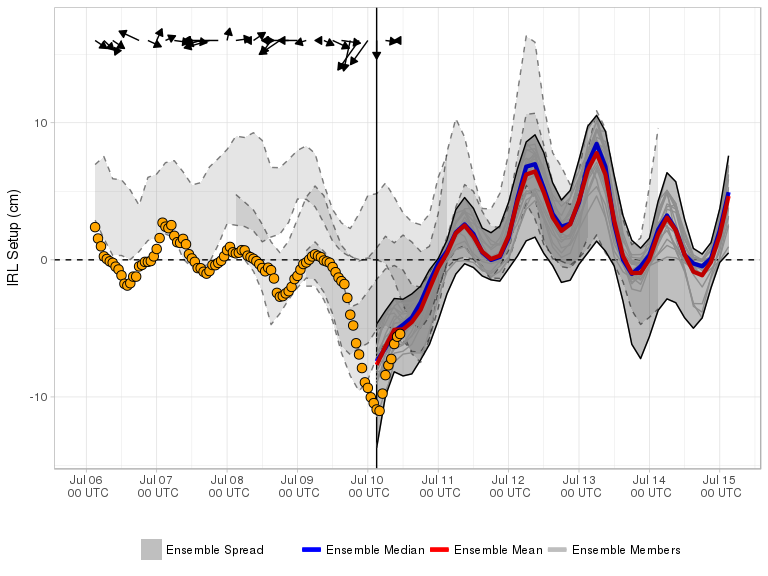 IRL Setup (cm)
10
0
-10
Jul 06 Jul 07 Jul 08 Jul 09 Jul 10 Jul 11 Jul 12 Jul 13 Jul 14 Jul 15
00 UTC 00 UTC 00 UTC 00 UTC 00 UTC 00 UTC 00 UTC 00 UTC 00 UTC 00 UTC
Ensemble Spread Ensemble Median Ensemble Mean Ensemble Members